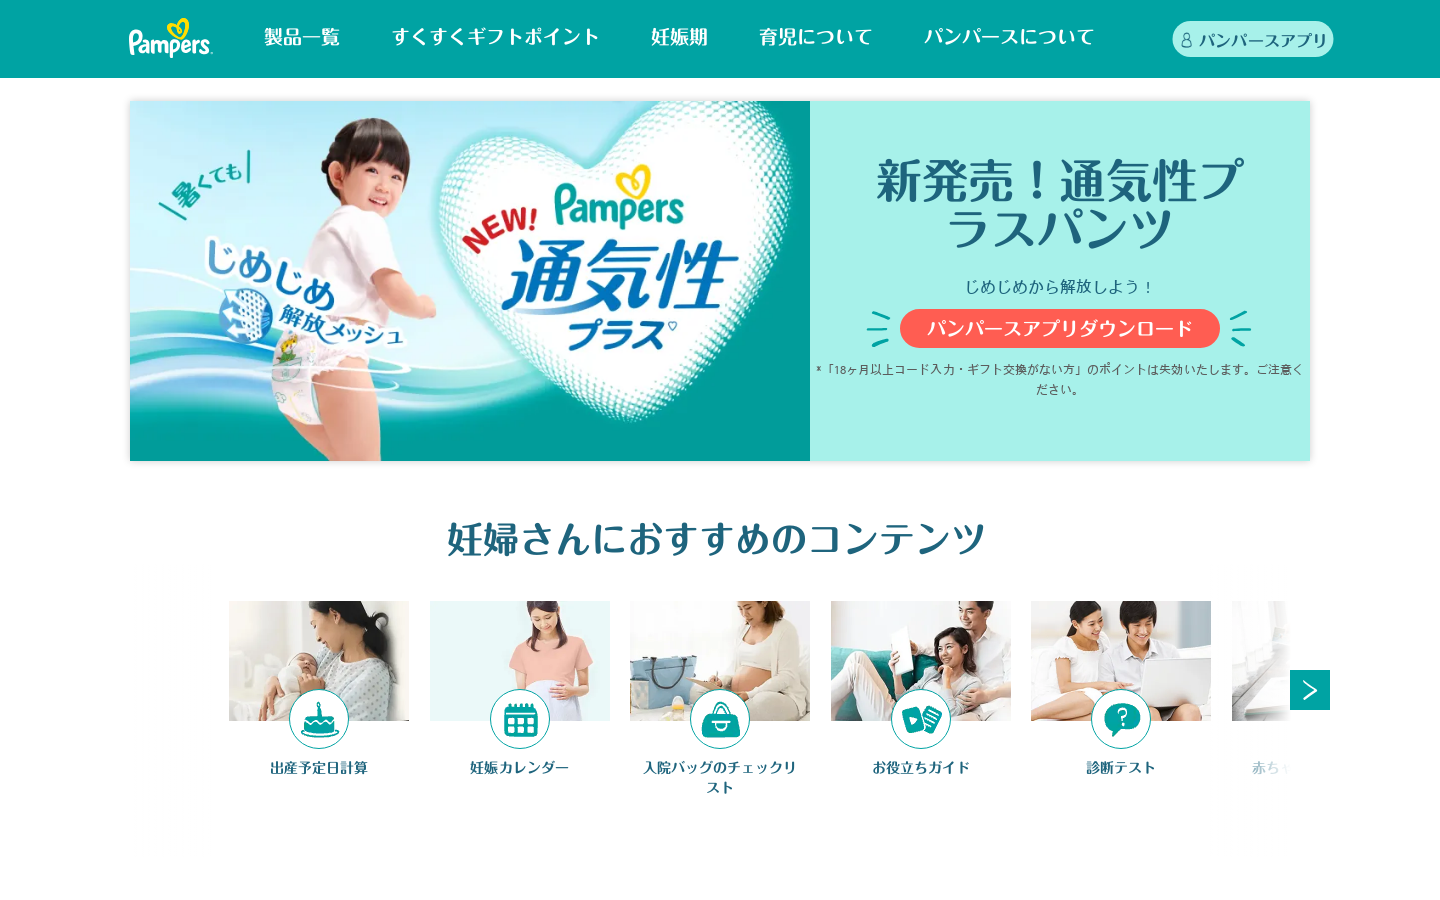 Pampers
製品一覧
すくすくギフトポイント
妊娠期
育児について
パンパースについて
パンパースアプリ
暑くても
じめじめ
解放メッシュ
NEW!
Pampers
通気性
プラス
新発売！通気性プ
ラスパンツ
じめじめから解放しよう！
パンパースアプリダウンロード
*「18ヶ月以上コード入力・ギフト交換がない方」のポイントは失効いたします。ご注意く
ださい。
妊婦さんにおすすめのコンテンツ
出産予定日計算
妊娠カレンダー
入院バッグのチェックリ
スト
お役立ちガイド
診断テスト
赤ち